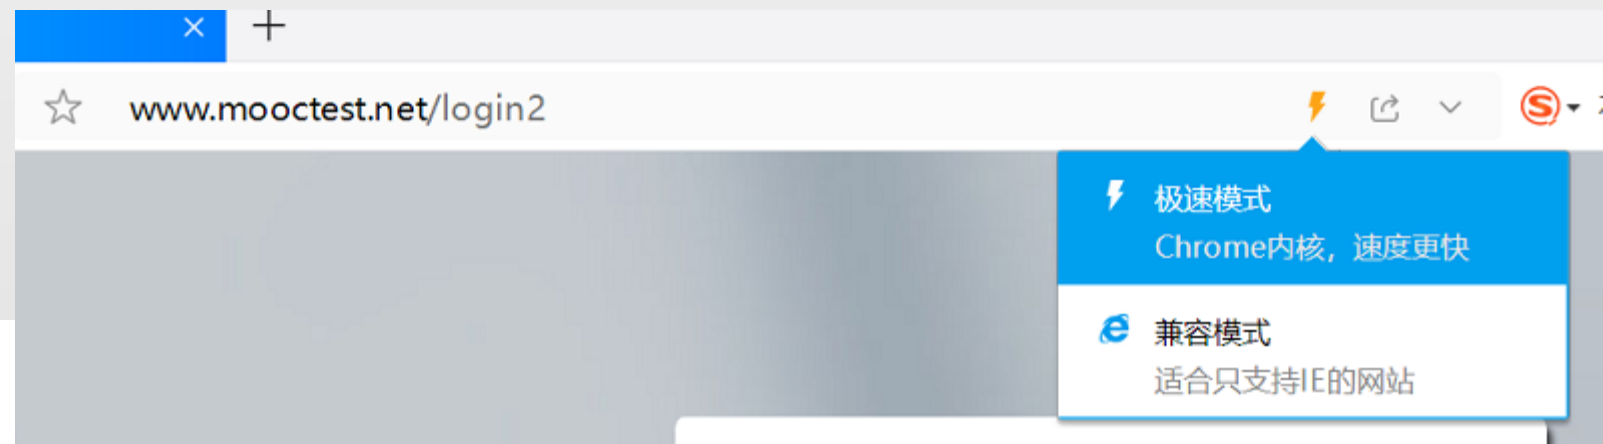 www.mooctest.net/login2
极速模式
Chrome内核，速度更快
兼容模式
适合只支持IE的网站